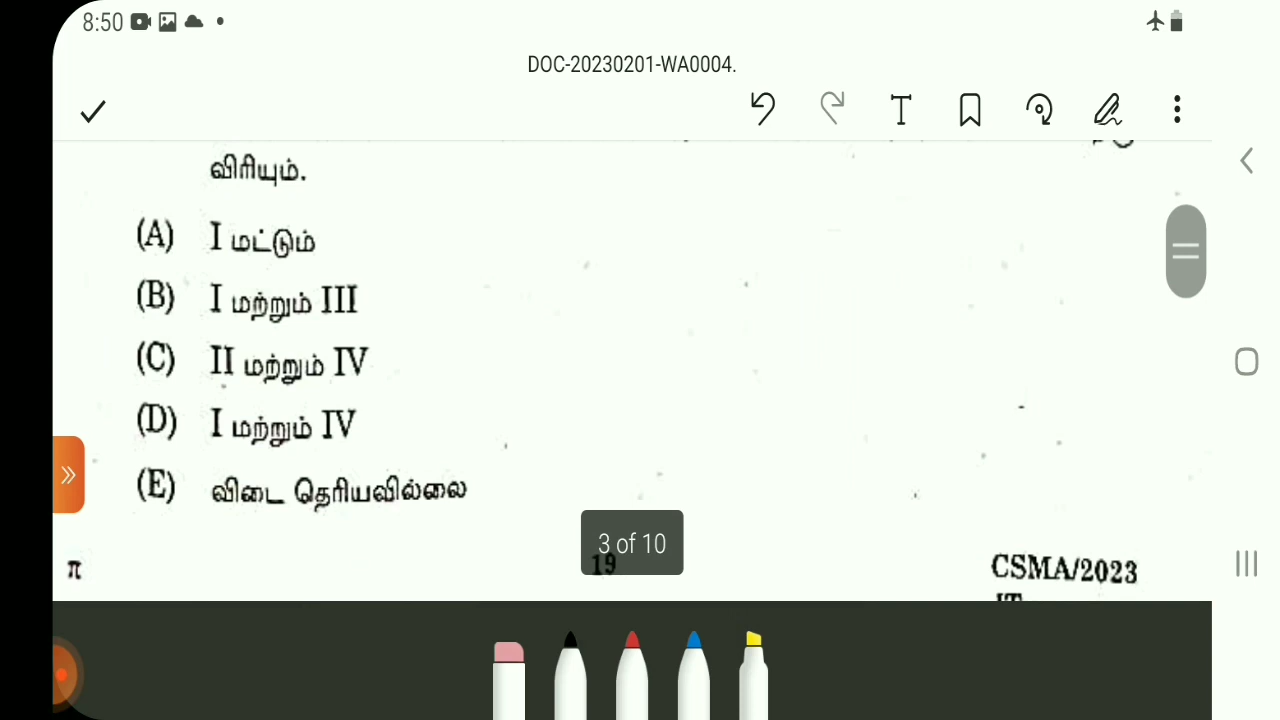 8:50
DOC-20230201-WA0004.
விரியும்.
(A) I மட்டும்
(B) I மற்றும் III
(C) II மற்றும் IV
(D) I மற்றும் IV
(E) விடை தெரியவில்லை
3 of 10
π 19 CSMA/2023